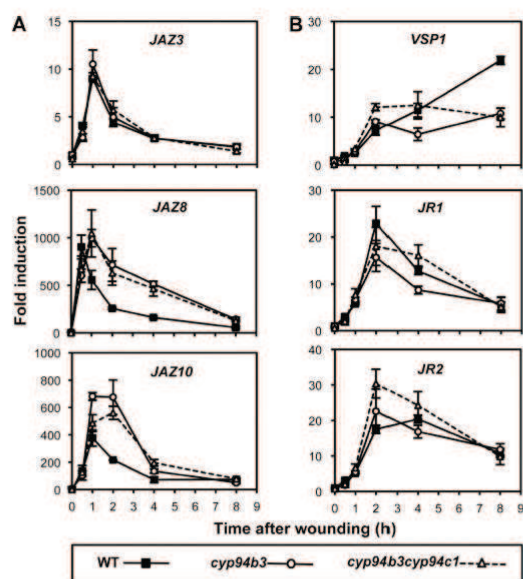 A
B
JAZ3
15
10
5
0
VSP1
30
20
10
0
JAZ8
1500
1000
500
0
JR1
30
20
10
0
JAZ10
800
600
400
200
0
JR2
40
30
20
10
0
Fold induction
0 1 2 3 4 5 6 7 8 9
0 1 2 3 4 5 6 7 8 9
Time after wounding (h)
WT cyp94b3 cyp94b3cyp94c1